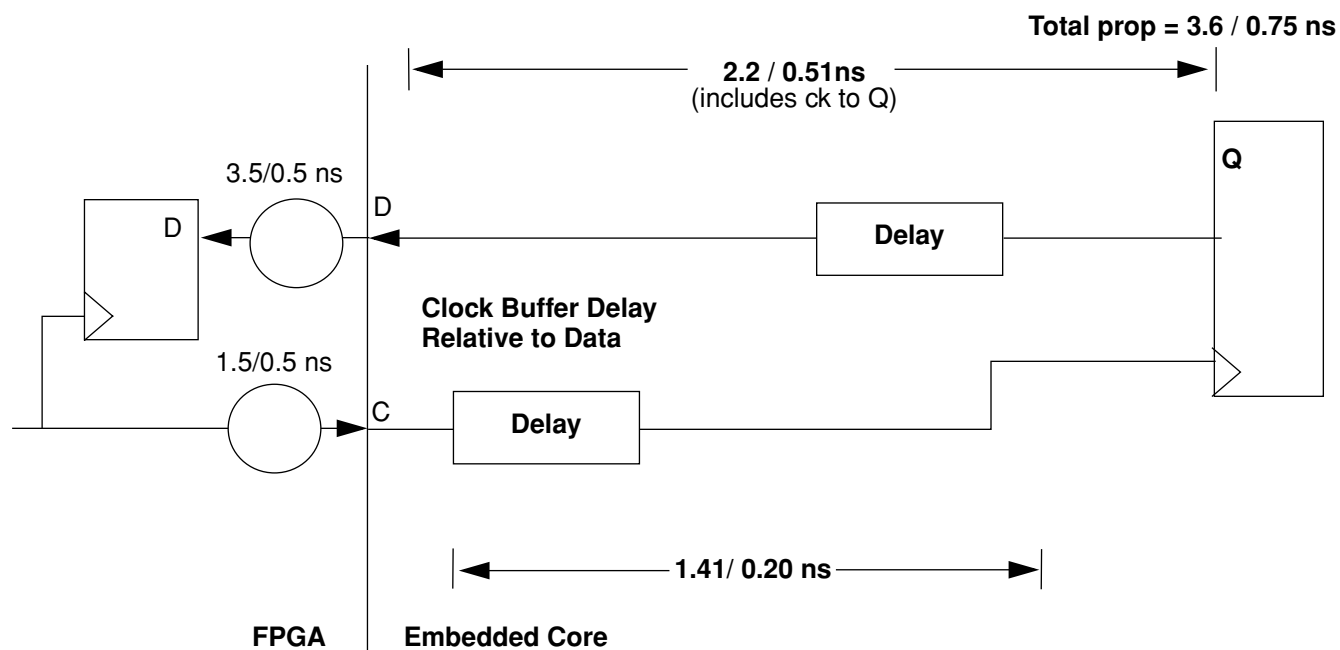 Total prop = 3.6 / 0.75 ns
2.2 / 0.51ns
(includes ck to Q)
3.5/0.5 ns
Q
D
D
Delay
Clock Buffer Delay
Relative to Data
1.5/0.5 ns
C
Delay
1.41/ 0.20 ns
FPGA
Embedded Core